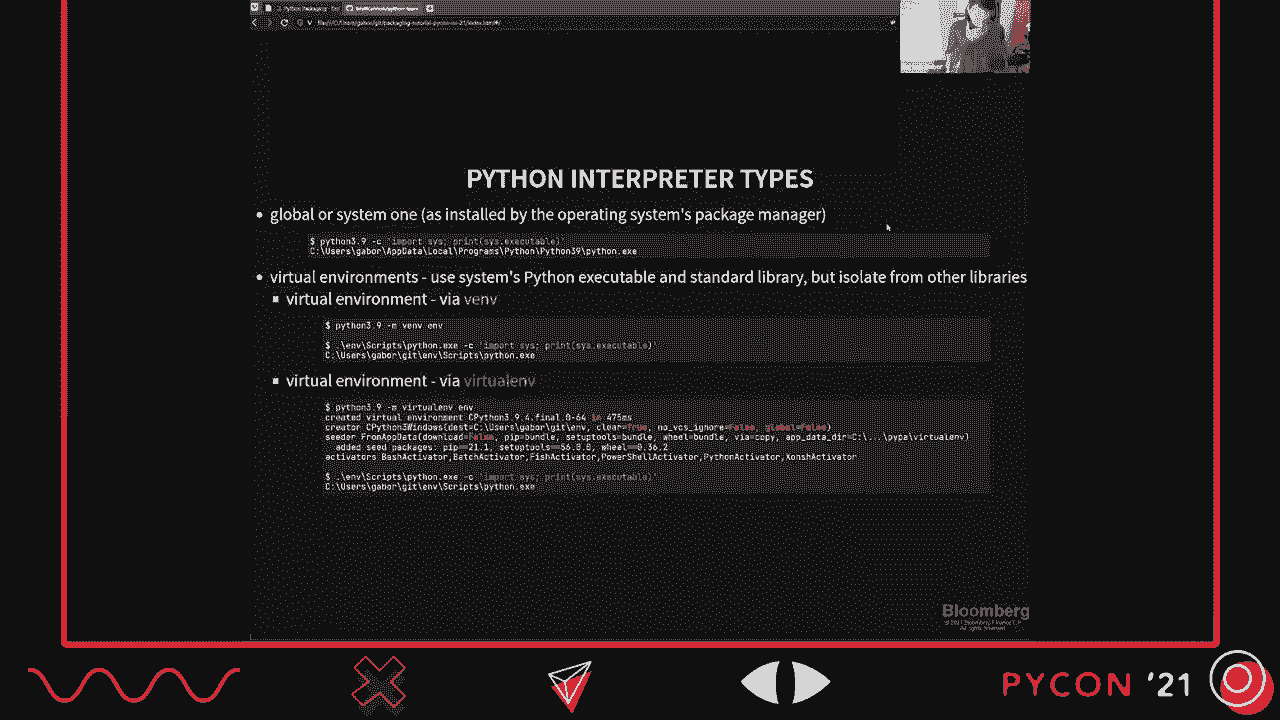 PYTHON INTERPRETER TYPES
• global or system one (as installed by the operating system's package manager)
$ python3.9 -c 'import sys; print(sys.executable)
C:\Users\gabor\AppData\Local\Programs\Python\Python39\python.exe
• virtual environments - use system's Python executable and standard library, but isolate from other libraries
▪ virtual environment - via venv
$ python3.9 -m venv env
$ .\env\Scripts\python.exe -c 'import sys; print(sys.executable)'
C:\Users\gabor\git\env\Scripts\python.exe
▪ virtual environment - via virtualenv
$ python3.9 -m virtualenv env
created virtual environment CPython3.9.4.final.0-64 in 475ms
creator CPython3Windows(dest=C:\Users\gabor\git\env, clear=True, no_vcs_ignore=False, global=False)
seeder FromAppData(download=False, pip=bundle, setuptools=bundle, wheel=bundle, via=copy, app_data_dir=C:\...\pypa\virtualenv)
added seed packages: pip==21.1, setuptools==56.0.0, wheel==0.36.2
activators BashActivator,BatchActivator,FishActivator,PowerShellActivator,PythonActivator,XonshActivator
$ .\env\Scripts\python.exe -c 'import sys; print(sys.executable)
C:\Users\gabor\git\env\Scripts\python.exe
Bloomberg
All rights reserved.
PYCON '21